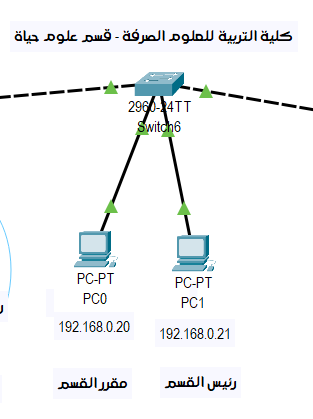 كلية التربية للعلوم الصرفة - قسم علوم حياة
2960-24TT
Switch6
PC-PT
PC0
192.168.0.20
مقرر القسم
PC-PT
PC1
192.168.0.21
رئيس القسم